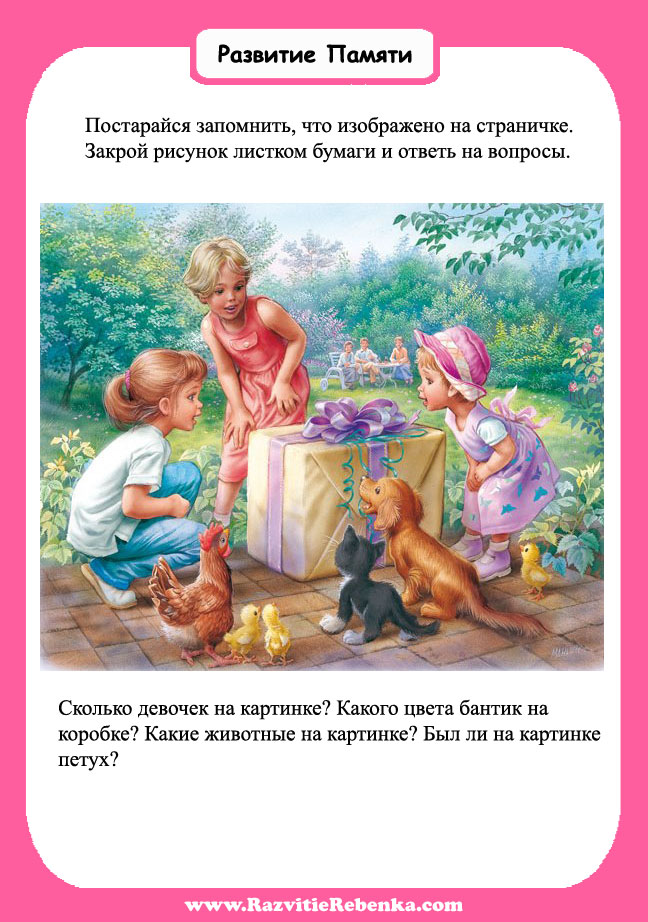 Развитие Памяти
Постарайся запомнить, что изображено на страничке.
Закрой рисунок листком бумаги и ответь на вопросы.
Сколько девочек на картинке? Какого цвета бантик на
коробке? Какие животные на картинке? Был ли на картинке
петух?
www.RazvitieRebenka.com